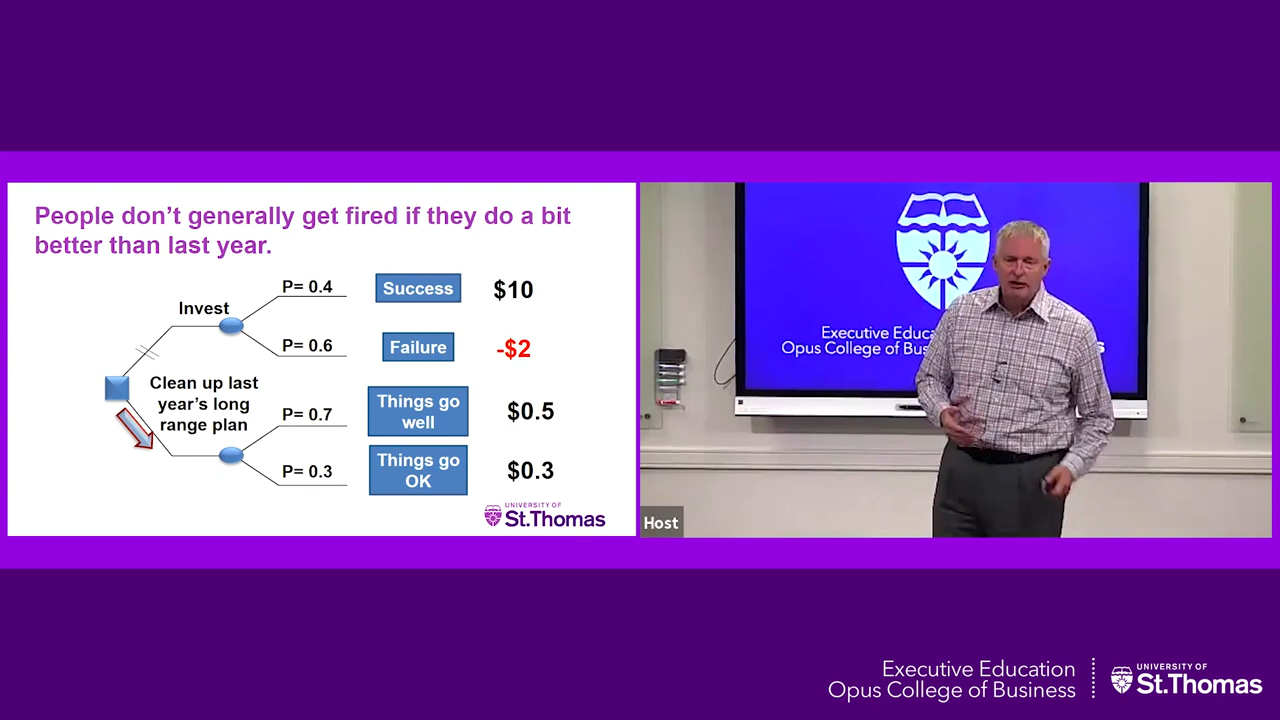 People don't generally get fired if they do a bit
better than last year.
Invest
P= 0.4
Success
$10
P= 0.6
Failure
-$2
Clean up last
year's long
range plan
P= 0.7
Things go
well
$0.5
P= 0.3
Things go
OK
$0.3
UNIVERSITY OF
St.Thomas
Executive
Opus College of
Host
Executive Education
Opus College of Business
UNIVERSITY OF
St.Thomas